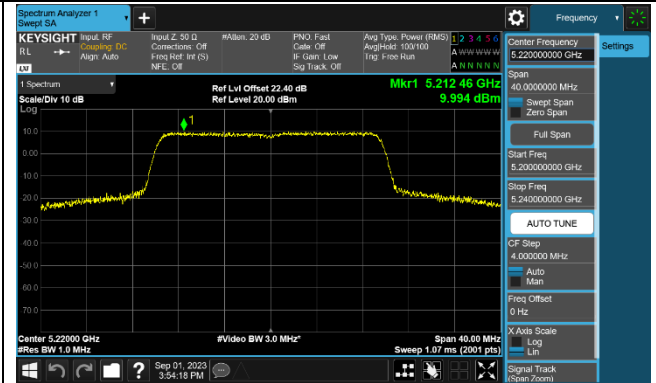 Spectrum Analyzer 1
Swept SA
+
Frequency
KEYSIGHT
RL
LXI
Input: RF
Coupling: DC
Align: Auto
Input Z: 50 Ω
Corrections: Off
Freq Ref: Int (S)
NFE: Off
#Atten: 20 dB
PNO: Fast
Gate: Off
IF Gain: Low
Sig Track: Off
Avg Type: Power (RMS)
Avg|Hold: 100/100
Trig: Free Run
1 2 3 4 5 6
A W W W W W
A N N N N N
Center Frequency
5.220000000 GHz
Settings
Span
40.0000000 MHz
Swept Span
Zero Span
Full Span
Start Freq
5.200000000 GHz
Stop Freq
5.240000000 GHz
AUTO TUNE
CF Step
4.000000 MHz
Auto
Man
Freq Offset
0 Hz
X Axis Scale
Log
Lin
Signal Track
(Span Zoom)
1 Spectrum
Scale/Div 10 dB
Log
Ref Lvl Offset 22.40 dB
Ref Level 20.00 dBm
Mkr1 5.212 46 GHz
9.994 dBm
1
10.0
0.00
-10.0
-20.0
-30.0
-40.0
-50.0
-60.0
-70.0
Center 5.22000 GHz
#Res BW 1.0 MHz
#Video BW 3.0 MHz*
Span 40.00 MHz
Sweep 1.07 ms (2001 pts)
?
Sep 01, 2023
3:54:18 PM